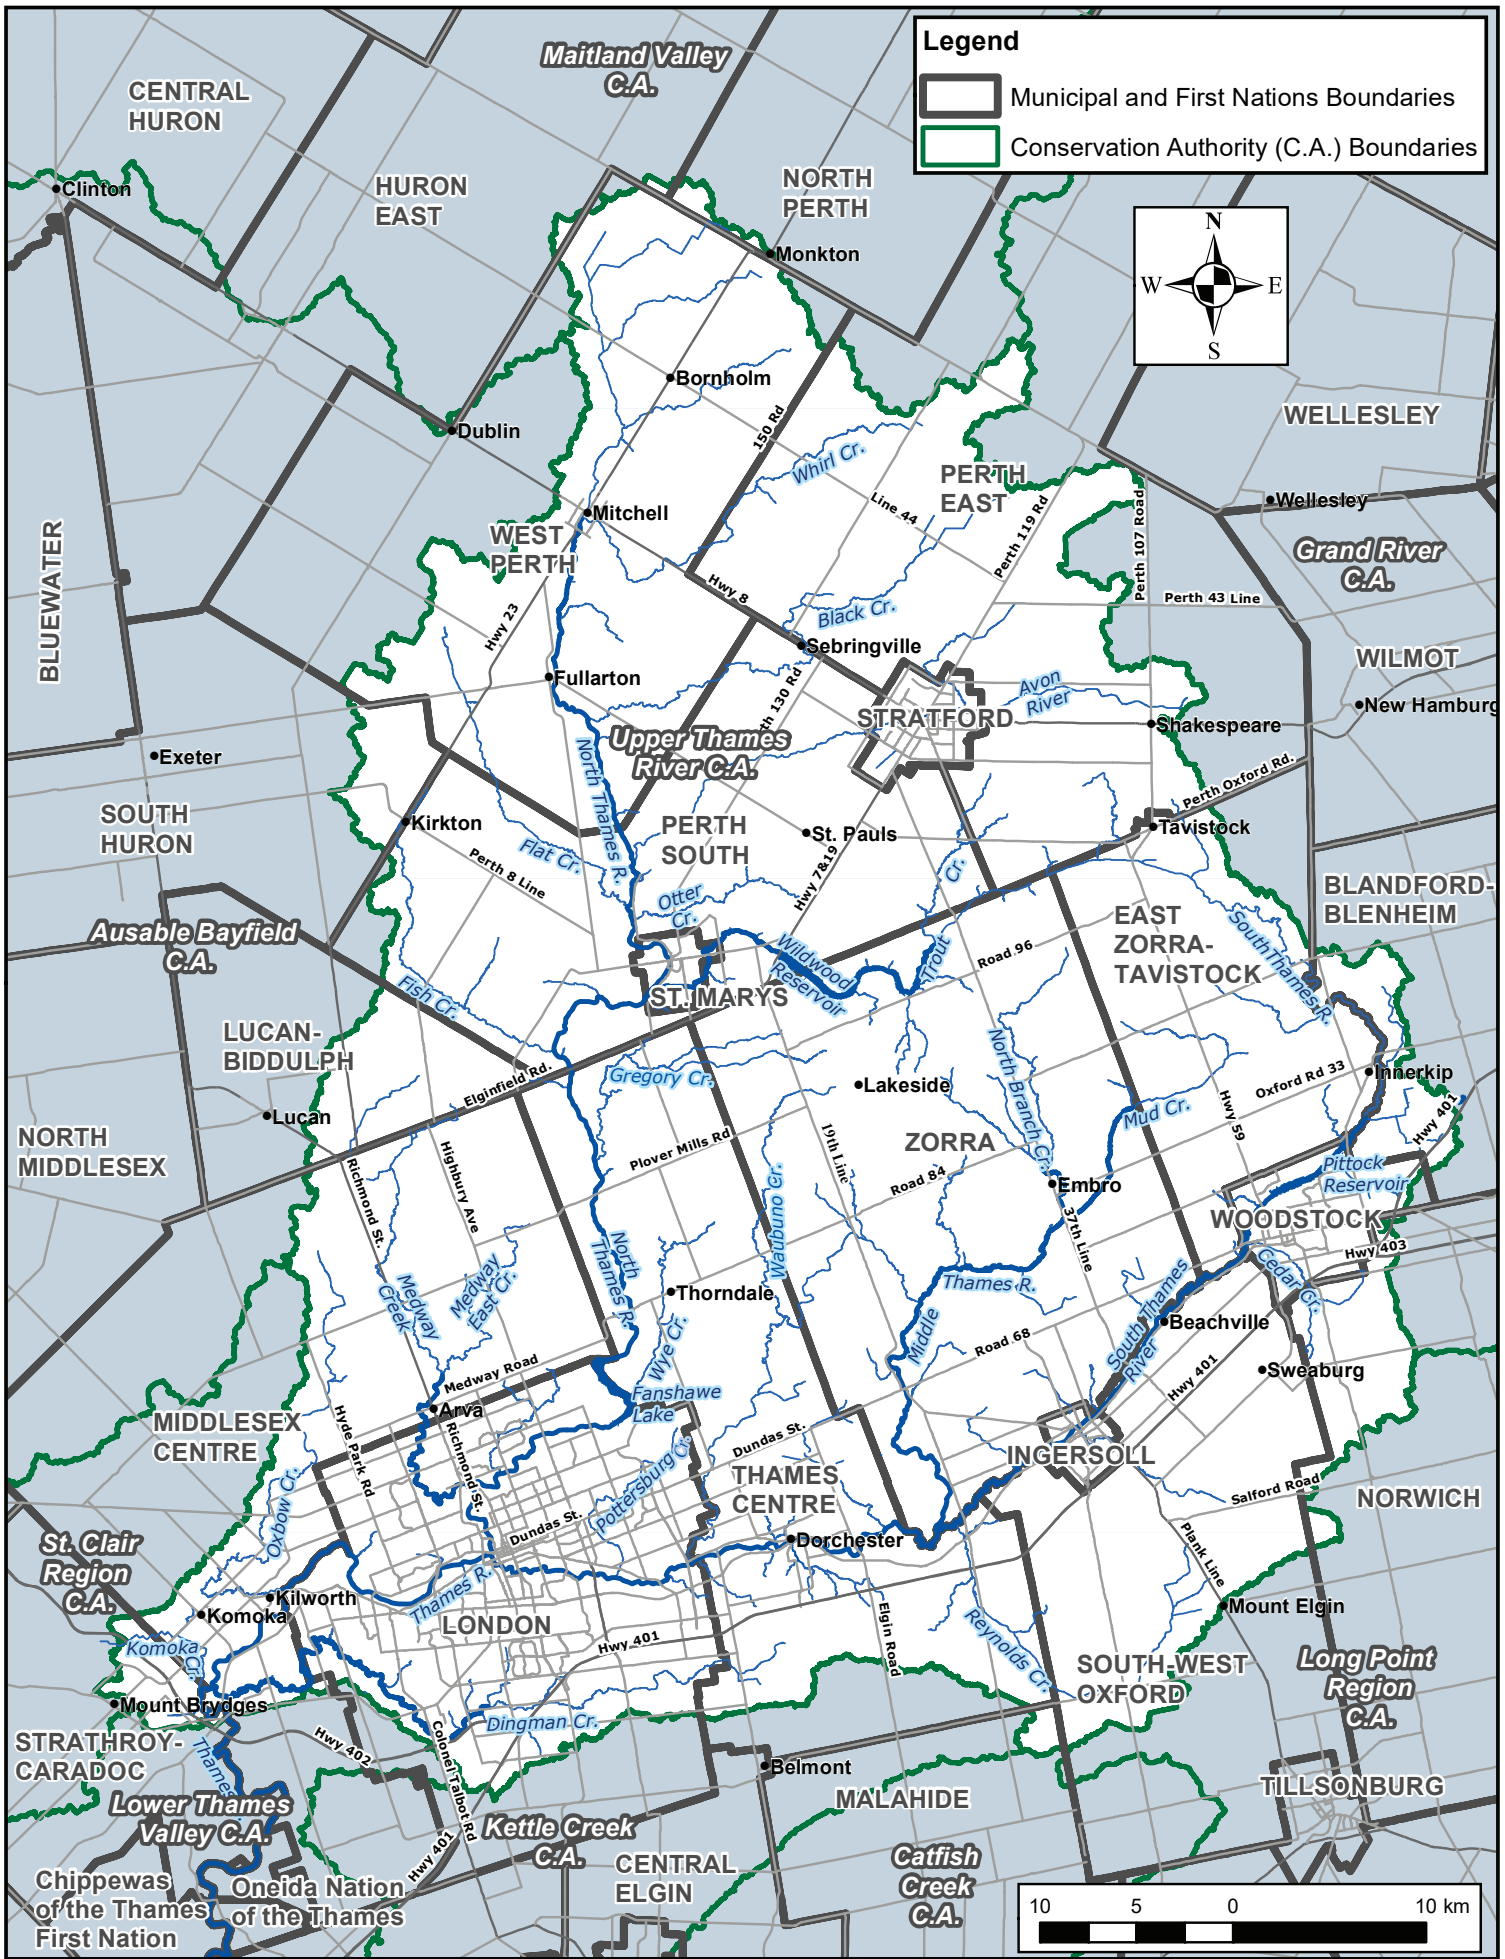 Legend
Municipal and First Nations Boundaries
Conservation Authority (C.A.) Boundaries
Maitland Valley
C.A.
CENTRAL
HURON
Clinton
HURON
EAST
NORTH
PERTH
Monkton
N
W
E
S
Bornholm
Dublin
150 Rd
Whirl Cr.
WELLESLEY
PERTH
EAST
Wellesley
Line 44
Mitchell
WEST
PERTH
Perth 119 Rd
Perth 107 Road
Grand River
C.A.
BLUEWATER
Hwy 8
Hwy 23
Black Cr.
Perth 43 Line
Sebringville
WILMOT
Fullarton
th 130 Rd
Avon
River
New Hamburg
STRATFORD
Shakespeare
Upper Thames
River C.A.
Exeter
North Thames R.
Perth Oxford Rd.
SOUTH
HURON
Kirkton
PERTH
SOUTH
St. Pauls
Tavistock
Flat Cr.
Perth 8 Line
Hwy 7&19
Trout
Cr.
Otter
Cr.
BLANDFORD-
BLENHEIM
EAST
ZORRA-
TAVISTOCK
Ausable Bayfield
C.A.
Wildwood
Reservoir
Road 96
South Thames R.
Fish Cr.
ST. MARYS
LUCAN-
BIDDULPH
North Branch Cr.
Gregory Cr.
Lakeside
Elginfield Rd.
Oxford Rd 33
Innerkip
Hwy 59
Mud Cr.
Hwy 401
Lucan
NORTH
MIDDLESEX
Plover Mills Rd
19th Line
ZORRA
Richmond St.
Highbury Ave
Road 84
Embro
Pittock
Reservoir
Waubuno Cr.
37th Line
WOODSTOCK
Hwy 403
North
Thames R.
Medway
Creek
Medway
East Cr.
Thorndale
Middle
Thames R.
Cedar Cr.
South Thames
River
Beachville
Wye Cr.
Road 68
Hwy 401
Sweaburg
Medway Road
Fanshawe
Lake
Arva
MIDDLESEX
CENTRE
Hyde Park Rd
Richmond St.
Dundas St.
INGERSOLL
Pottersburg Cr.
THAMES
CENTRE
Salford Road
NORWICH
Oxbow Cr.
Dundas St.
Dorchester
Plank Line
St. Clair
Region
C.A.
Kilworth
Komoka
Thames R.
LONDON
Mount Elgin
Elgin Road
Reynolds Cr.
Komoka
Cr.
Hwy 401
SOUTH-WEST
OXFORD
Long Point
Region
C.A.
Mount Brydges
Dingman Cr.
STRATHROY-
CARADOC
Thames
Hwy 402
Colonel Talbot Rd
Belmont
MALAHIDE
TILLSONBURG
Lower Thames
Valley C.A.
Kettle Creek
C.A.
Hwy 401
CENTRAL
ELGIN
Catfish
Creek
C.A.
Chippewas
of the Thames
First Nation
Oneida Nation
of the Thames
10 5 0 10 km